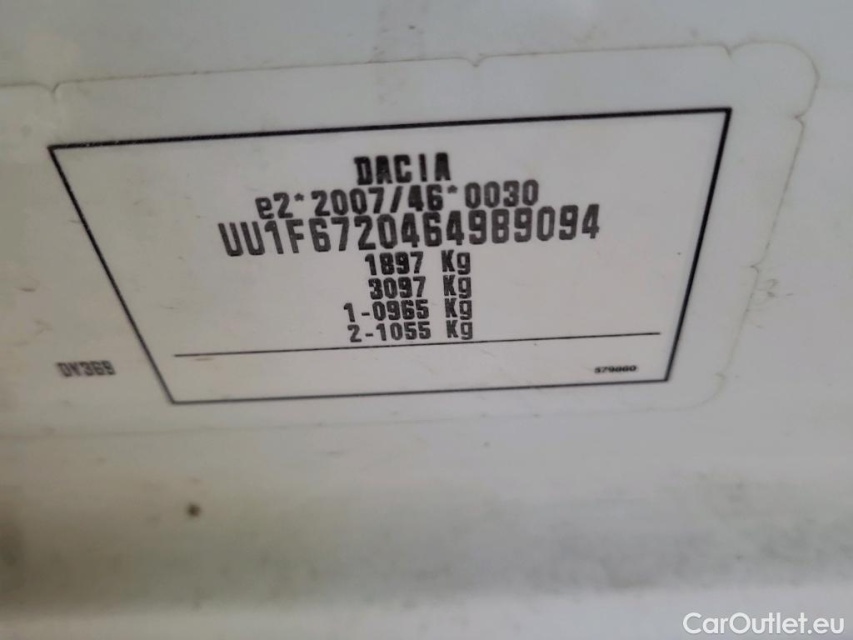 DACIA
e2*2007/46*0030
UU1F6720464989094
1897 Kg
3097 Kg
1-0965 Kg
2-1055 Kg
CarOutlet.eu